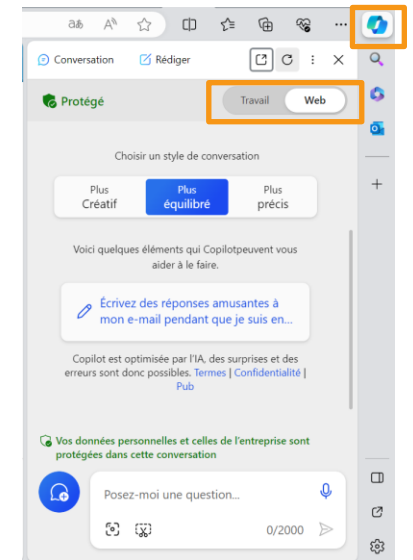 Conversation Rédiger
Protégé Travail Web
Choisir un style de conversation
Plus Créatif
Plus équilibré
Plus précis
Voici quelques éléments qui Copilotpeuvent vous
aider à le faire.
Écrivez des réponses amusantes à
mon e-mail pendant que je suis en...
Copilot est optimisée par l'IA, des surprises et des
erreurs sont donc possibles. Termes | Confidentialité |
Pub
Vos données personnelles et celles de l'entreprise sont
protégées dans cette conversation
Posez-moi une question...
0/2000